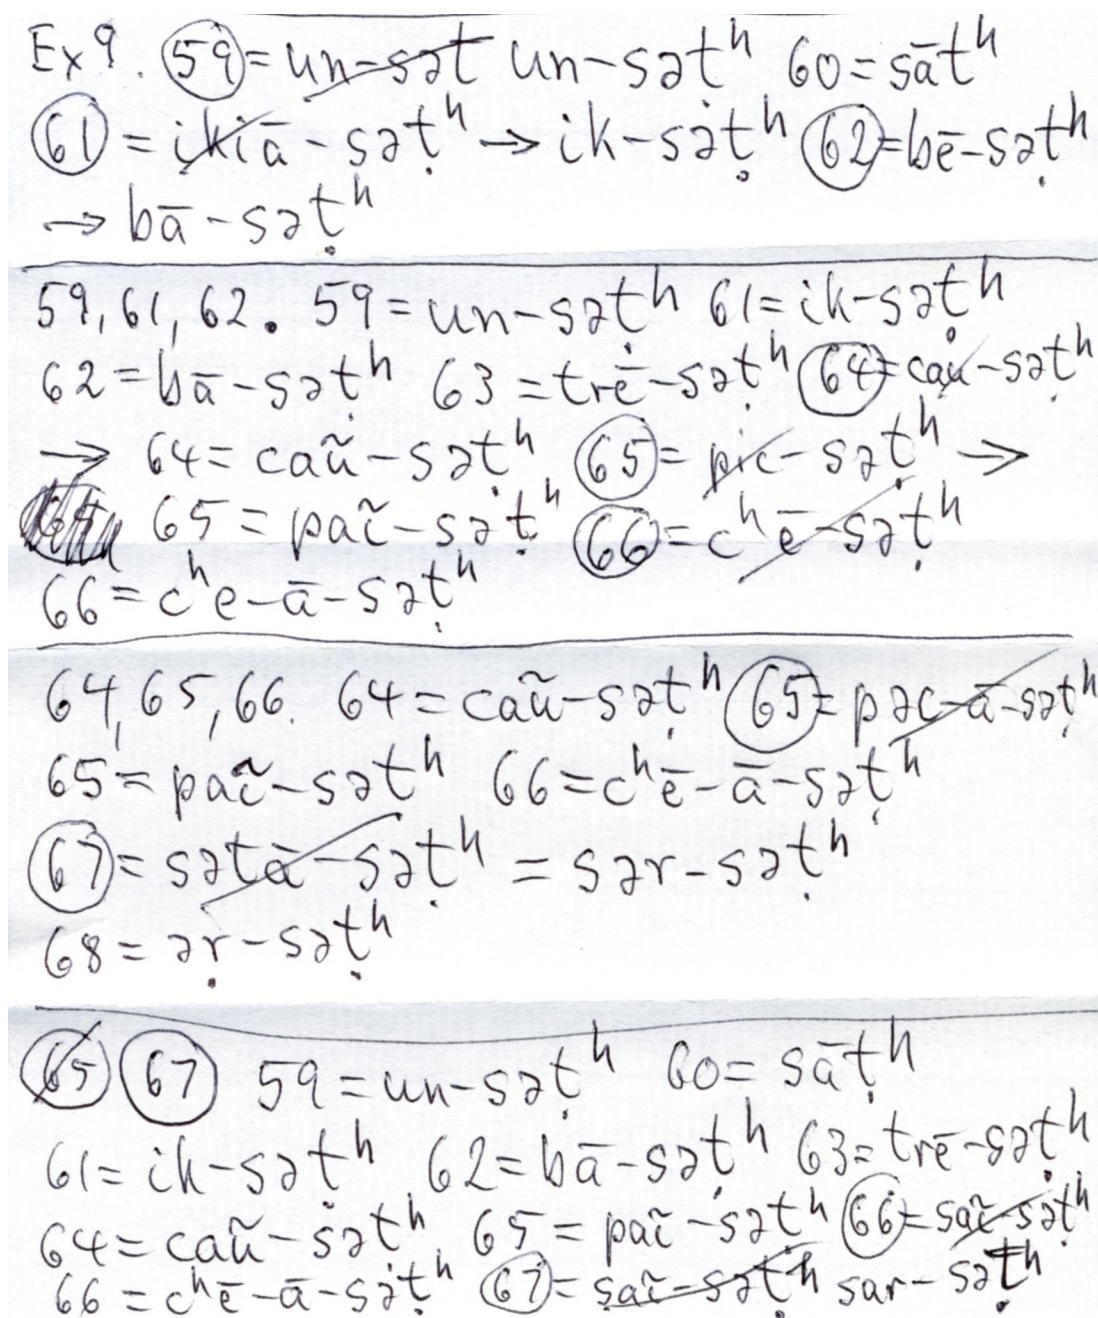 Ex 9. 59 = un-sət un-səṭʰ 60 = sāṭʰ
61 = ikiā-səṭʰ → ik-səṭʰ 62 = bē-səṭʰ
→ bā-səṭʰ
59, 61, 62. 59 = un-səṭʰ 61 = ik-səṭʰ
62 = bā-səṭʰ 63 = trē-səṭʰ 64 = cau-səṭʰ
→ 64 = caũ-səṭʰ 65 = pic-səṭʰ →
65 = paĩ-səṭʰ 66 = cʰē-səṭʰ
66 = cʰe-ā-səṭʰ
64, 65, 66. 64 = caũ-səṭʰ 65 = pəc-ā-səṭʰ
65 = paĩ-səṭʰ 66 = cʰē-ā-səṭʰ
67 = sətā-səṭʰ = sər-səṭʰ
68 = əṛ-səṭʰ
65 67 59 = un-səṭʰ 60 = sāṭʰ
61 = ik-səṭʰ 62 = bā-səṭʰ 63 = trē-səṭʰ
64 = caũ-səṭʰ 65 = paĩ-səṭʰ 66 = saĩ-səṭʰ
66 = cʰē-ā-səṭʰ 67 = saĩ-səṭʰ sar-səṭʰ